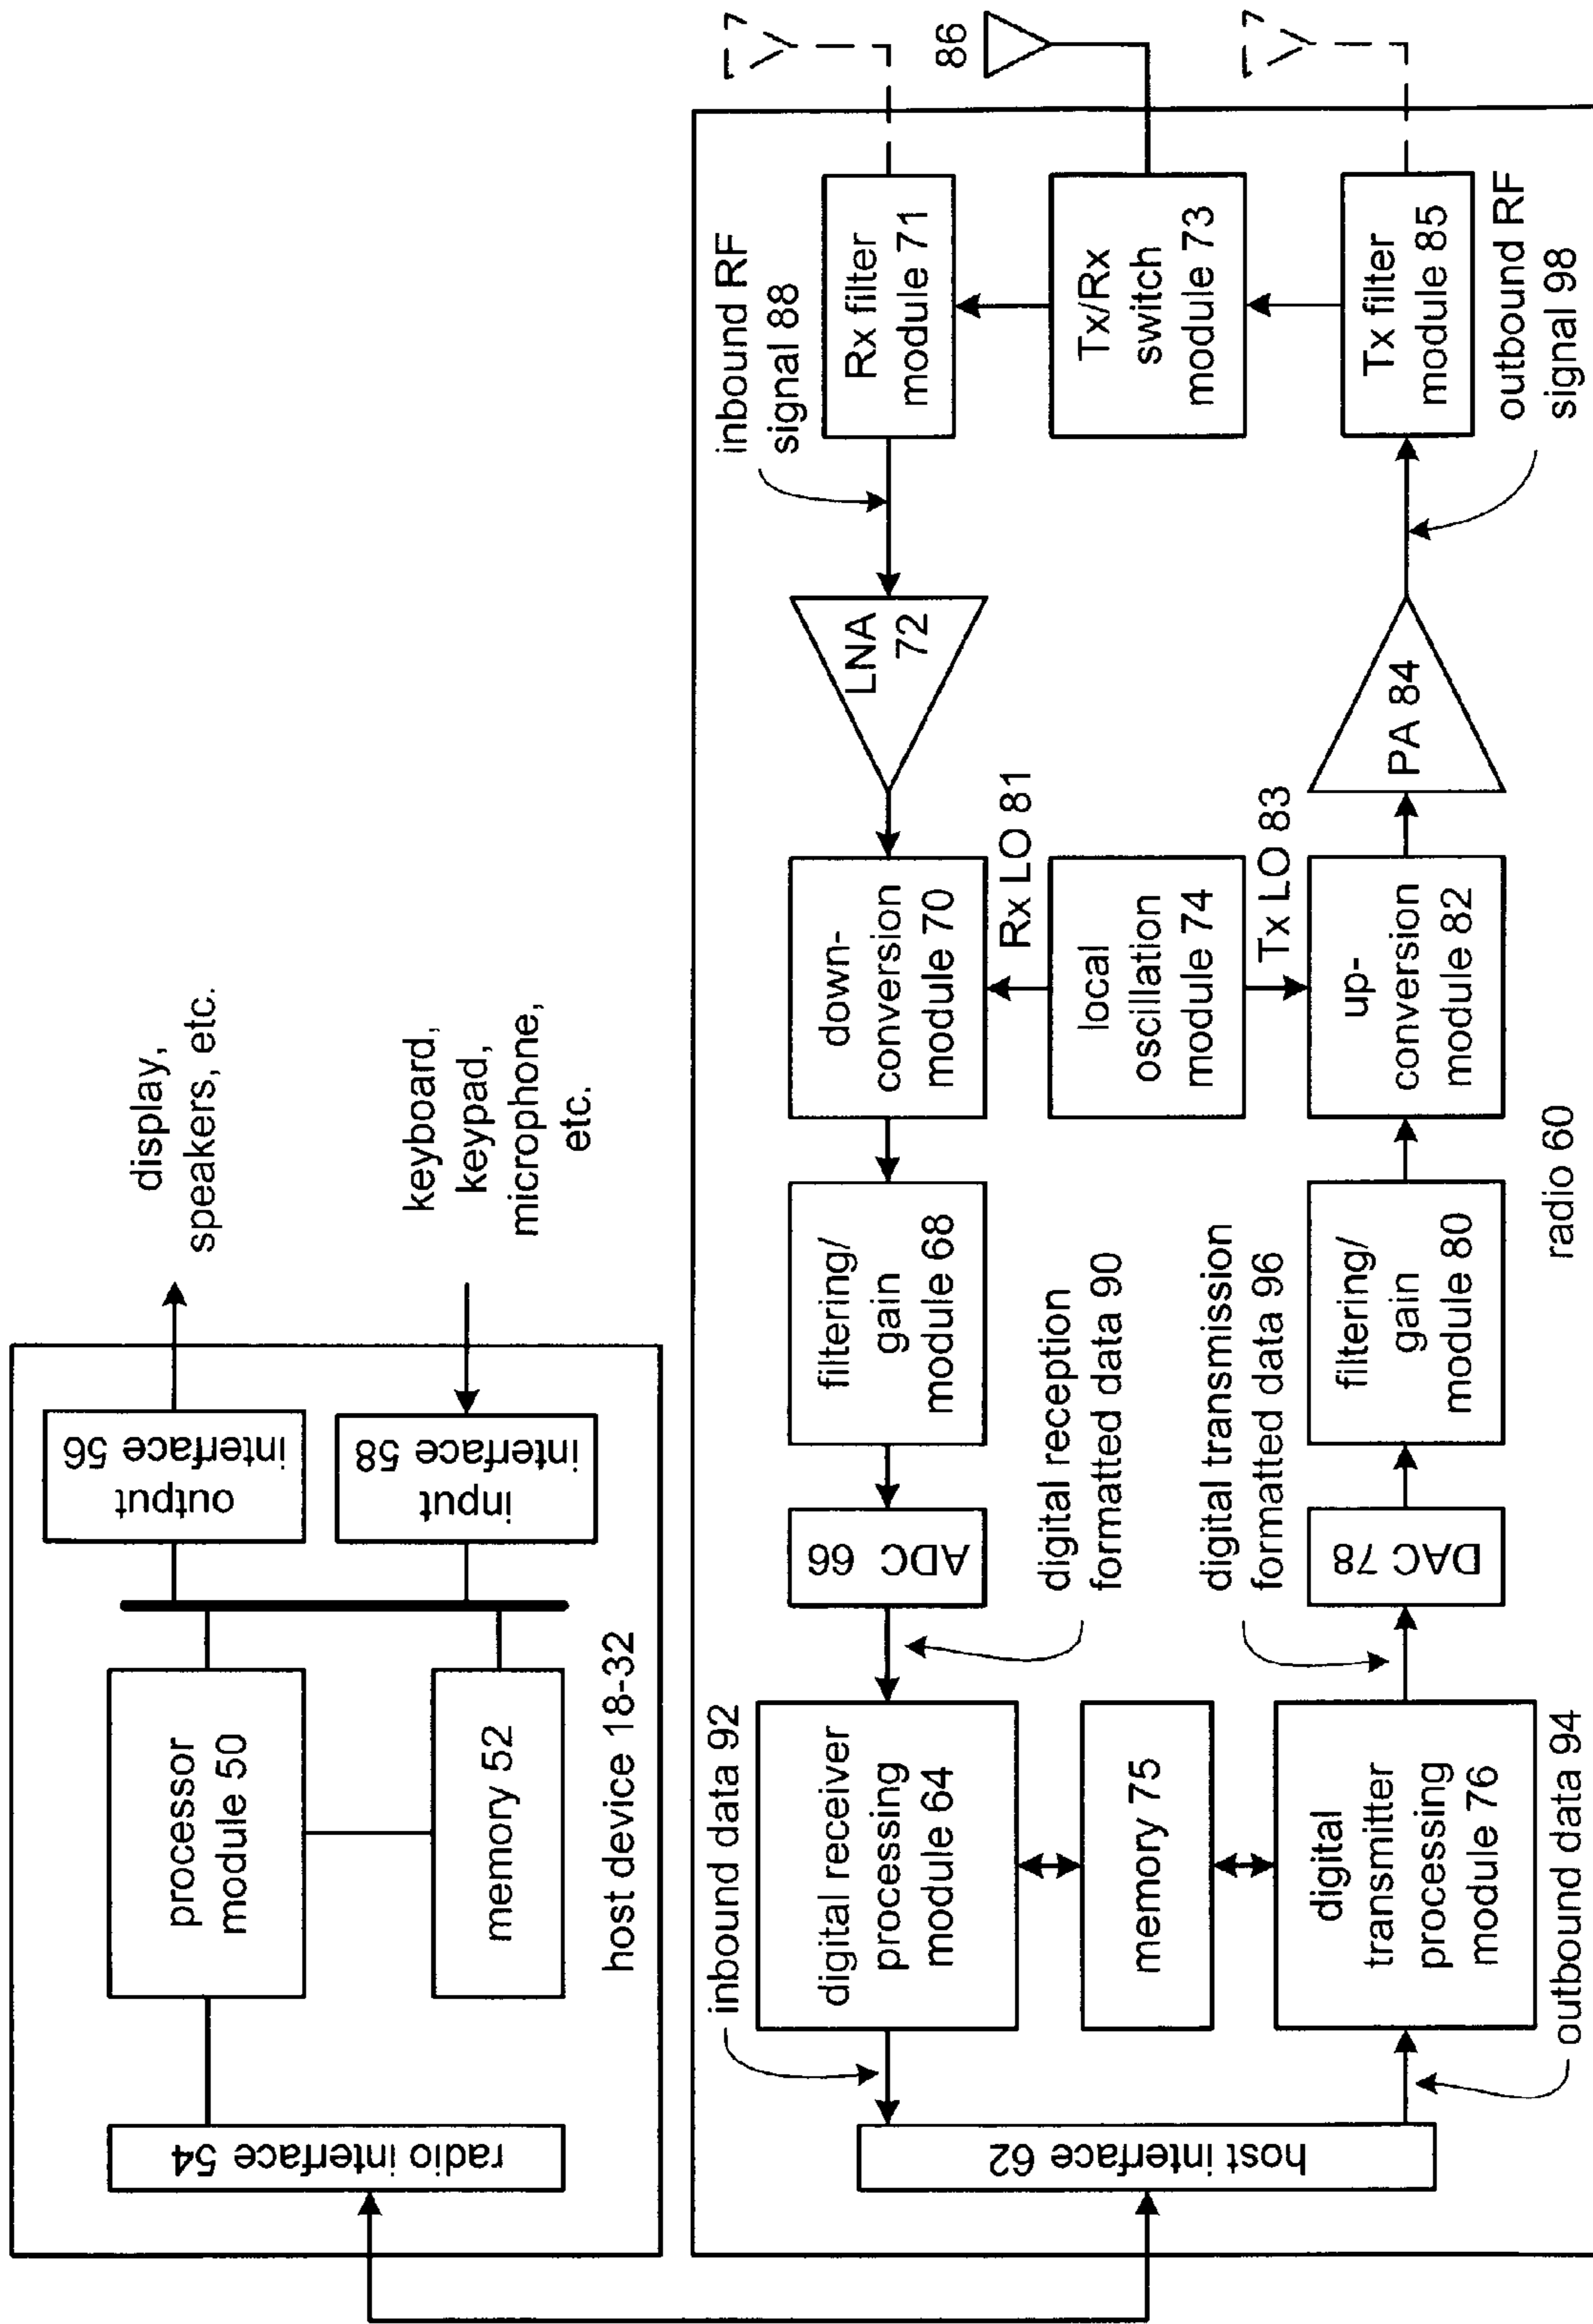 display,
speakers, etc.
keyboard,
keypad,
microphone,
etc.
output
interface 56
input
interface 58
processor
module 50
memory 52
radio interface 54
host device 18-32
86
inbound RF
signal 88
Rx filter
module 71
Tx/Rx
switch
module 73
Tx filter
module 85
outbound RF
signal 98
LNA
72
PA 84
down-
conversion
module 70
Rx LO 81
local
oscillation
module 74
Tx LO 83
up-
conversion
module 82
filtering/
gain
module 68
filtering/
gain
module 80
radio 60
ADC
66
digital reception
formatted data 90
digital transmission
formatted data 96
DAC 78
inbound data 92
digital receiver
processing
module 64
memory 75
digital
transmitter
processing
module 76
outbound data 94
host interface 62